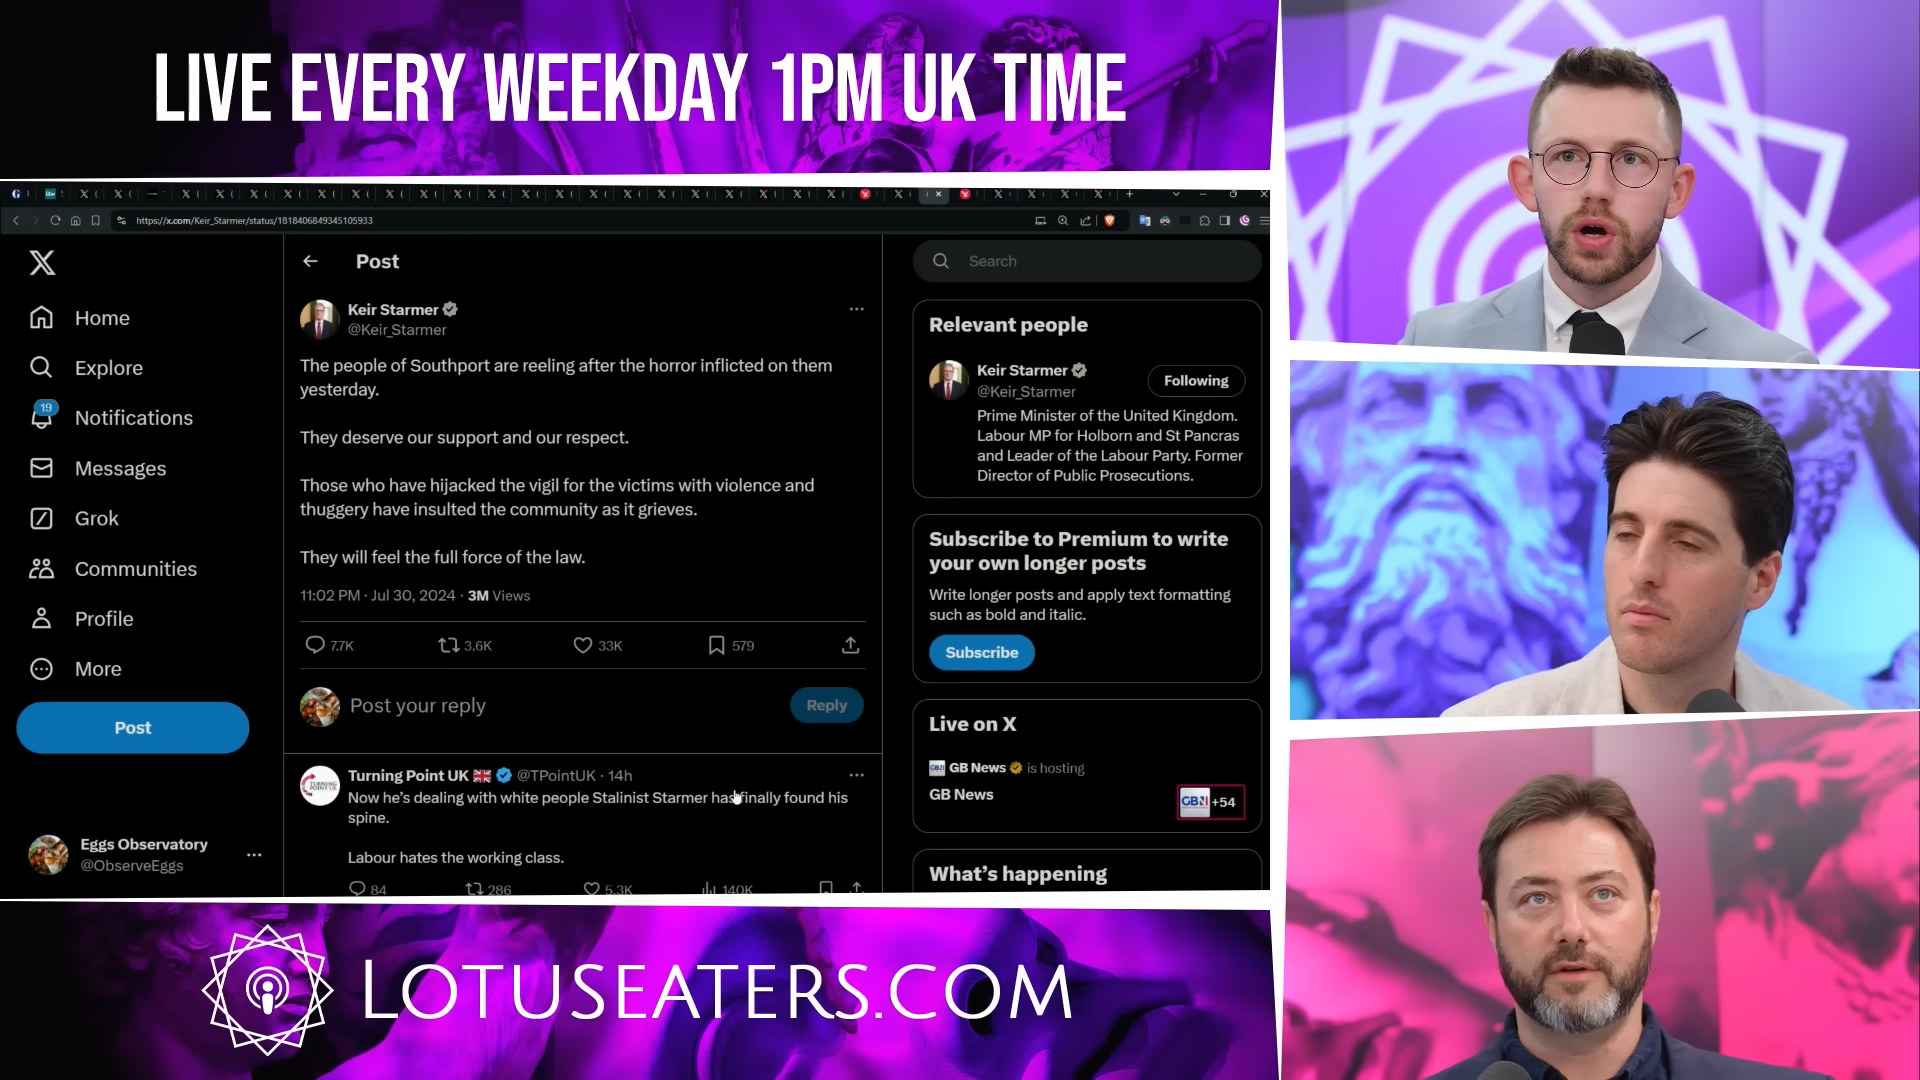 LIVE EVERY WEEKDAY 1PM UK TIME
https://x.com/Keir_Starmer/status/1818406849345105933
Home
Explore
19
Notifications
Messages
Grok
Communities
Profile
More
Post
Eggs Observatory
@ObserveEggs
Post
Keir Starmer
@Keir_Starmer
The people of Southport are reeling after the horror inflicted on them
yesterday.
They deserve our support and our respect.
Those who have hijacked the vigil for the victims with violence and
thuggery have insulted the community as it grieves.
They will feel the full force of the law.
11:02 PM · Jul 30, 2024 · 3M Views
7.7K 3.6K 33K 579
Post your reply
Reply
Turning Point UK @TPointUK · 14h
Now he's dealing with white people Stalinist Starmer has finally found his
spine.
Labour hates the working class.
84 286 5.3K 140K
Search
Relevant people
Keir Starmer
@Keir_Starmer
Following
Prime Minister of the United Kingdom.
Labour MP for Holborn and St Pancras
and Leader of the Labour Party. Former
Director of Public Prosecutions.
Subscribe to Premium to write
your own longer posts
Write longer posts and apply text formatting
such as bold and italic.
Subscribe
Live on X
GB News is hosting
GB News
GBN +54
What's happening
LOTUSEATERS.COM